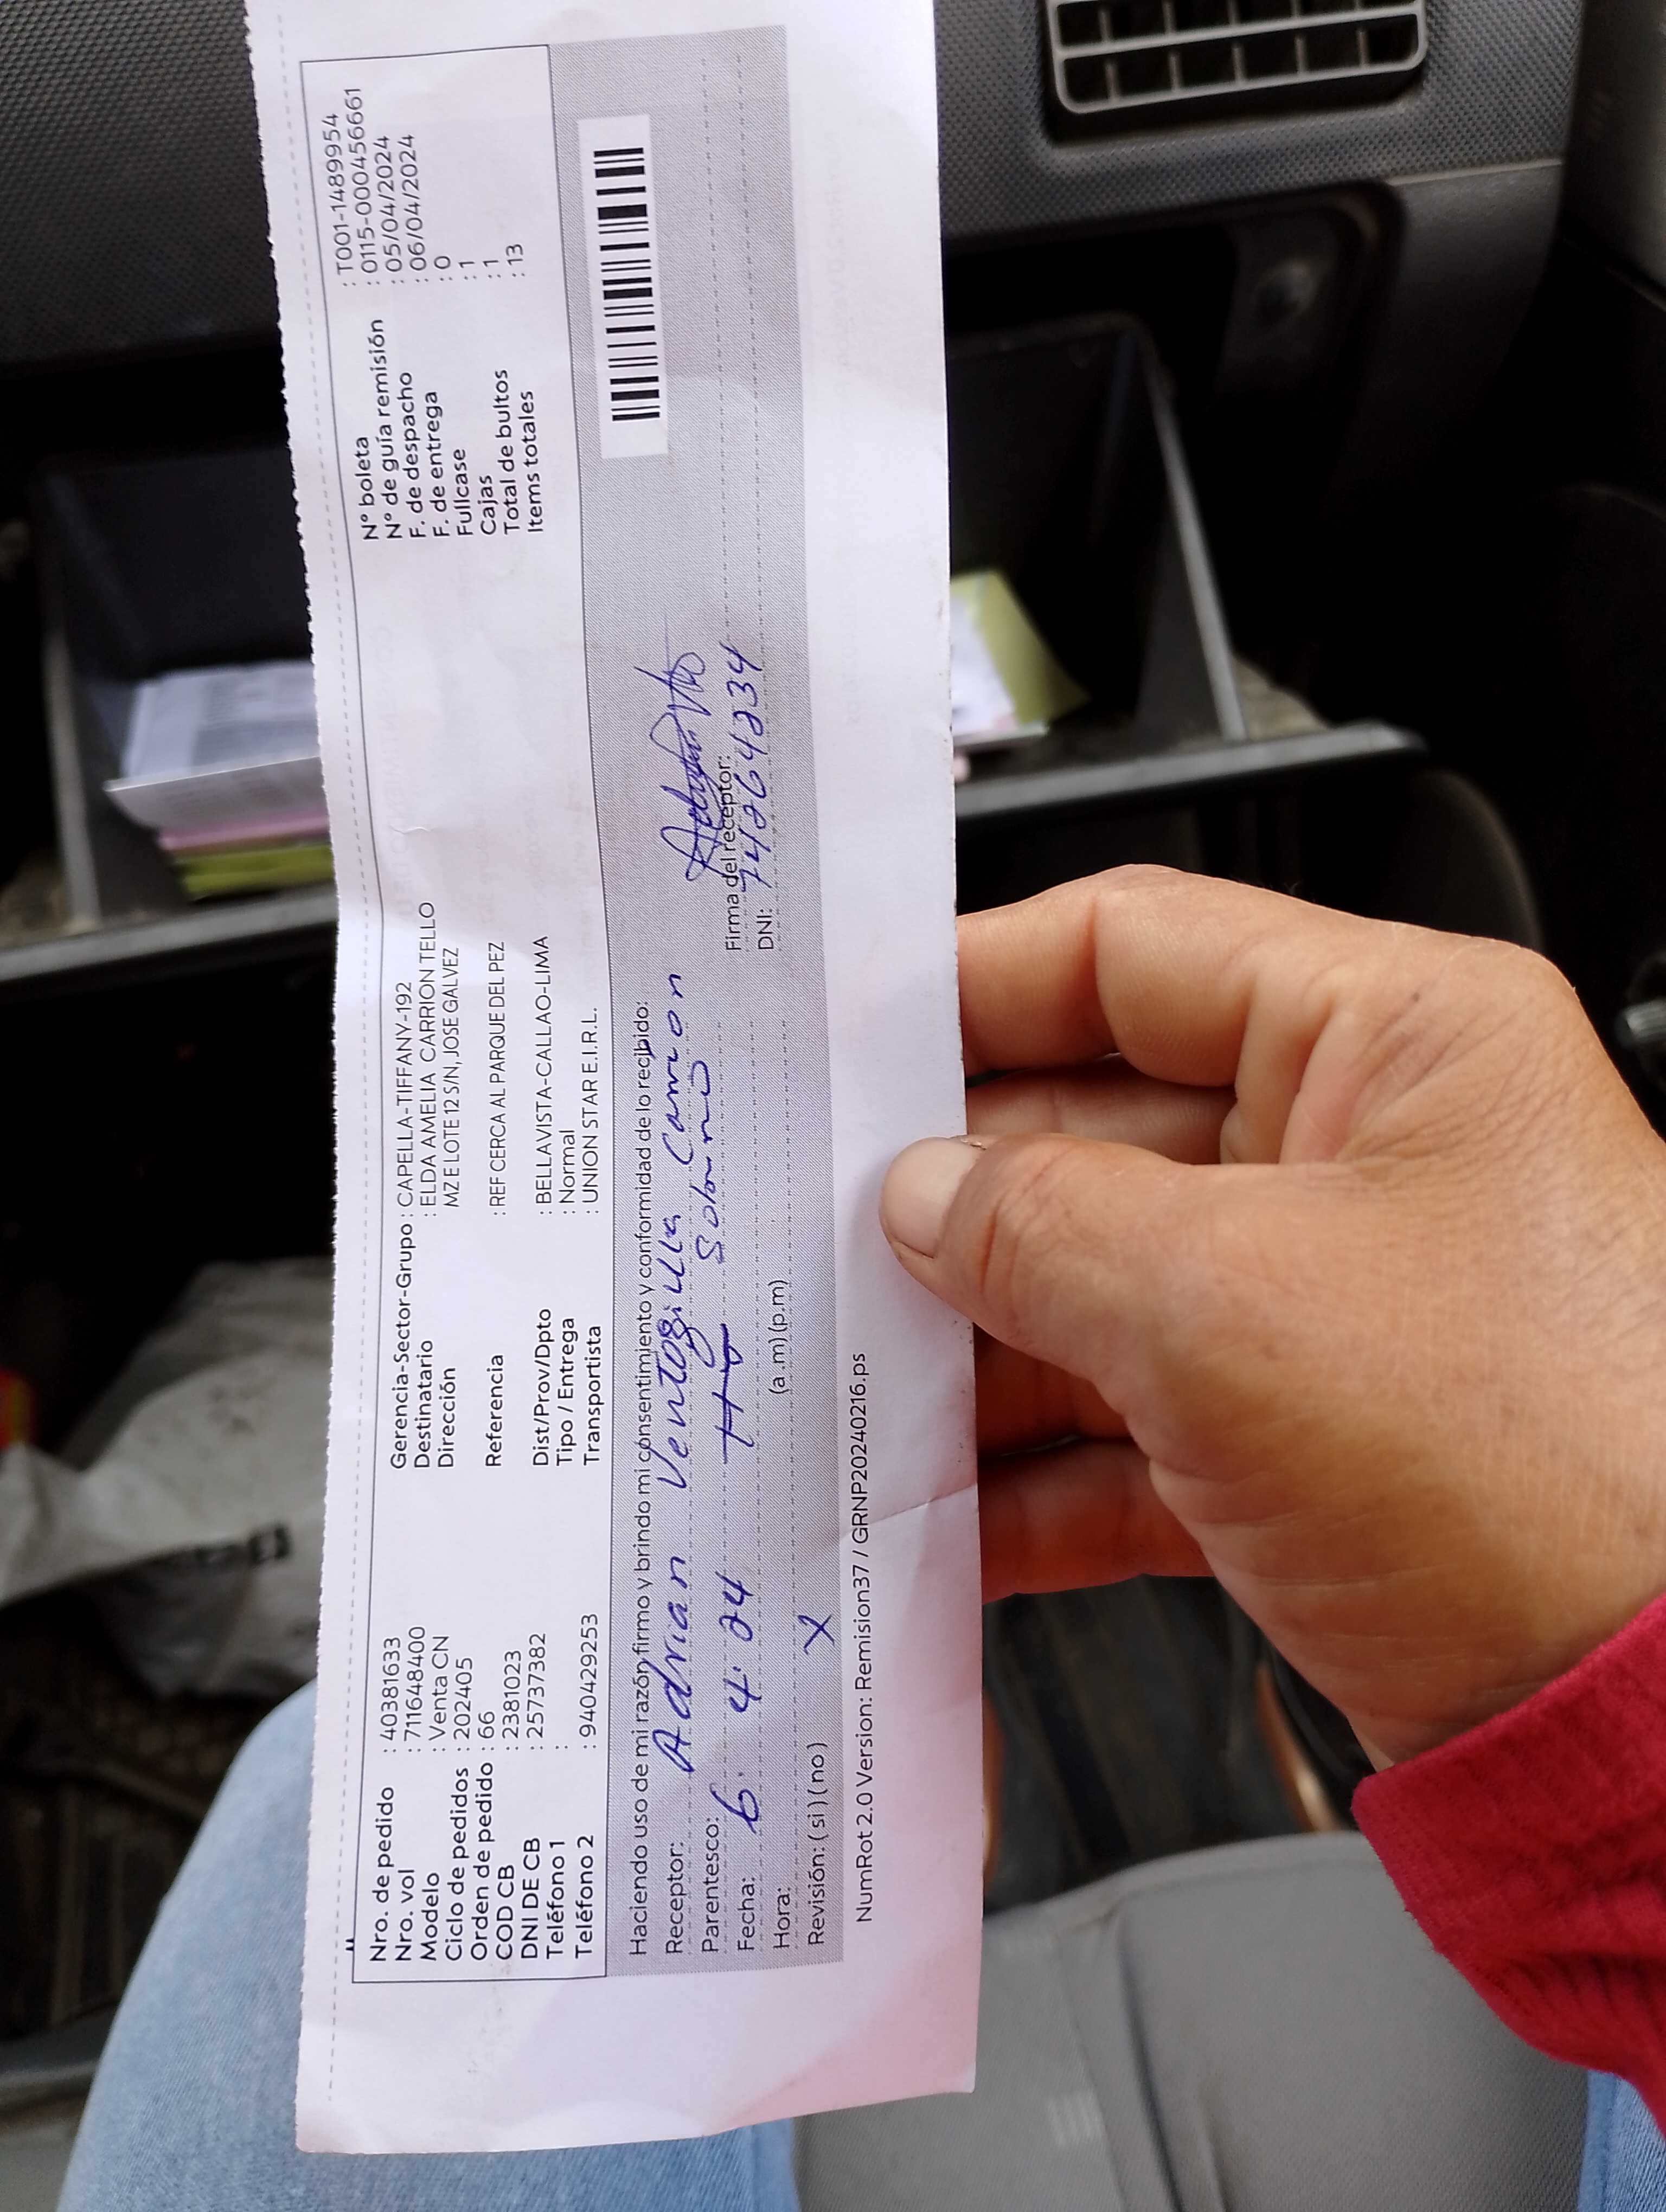 Nro. de pedido : 40381633
Nro. vol : 711648400
Modelo : Venta CN
Ciclo de pedidos : 202405
Orden de pedido : 66
COD CB : 2381023
DNI DE CB : 25737382
Teléfono 1 :
Teléfono 2 : 940429253
Gerencia-Sector-Grupo : CAPELLA-TIFFANY-192
Destinatario : ELDA AMELIA CARRION TELLO
Dirección MZ E LOTE 12 S/N, JOSE GALVEZ
Referencia : REF CERCA AL PARQUE DEL PEZ
Dist/Prov/Dpto : BELLAVISTA-CALLAO-LIMA
Tipo / Entrega : Normal
Transportista : UNION STAR E.I.R.L.
N° boleta : T001-1489954
N° de guía remisión : 0115-0004566661
F. de despacho : 05/04/2024
F. de entrega : 06/04/2024
Fullcase : 0
Cajas : 1
Total de bultos : 1
Items totales : 13
Haciendo uso de mi razón firmo y brindo mi consentimiento y conformidad de lo recibido:
Receptor: Adrian Ventogilla
Parentesco:
Fecha: 6. 4. 24
Hora: (a.m) (p.m)
Revisión: (si) (no) X
Firma del receptor:
DNI: 74264234
NumRot 2.0 Version: Remision37 / GRNP20240216.ps